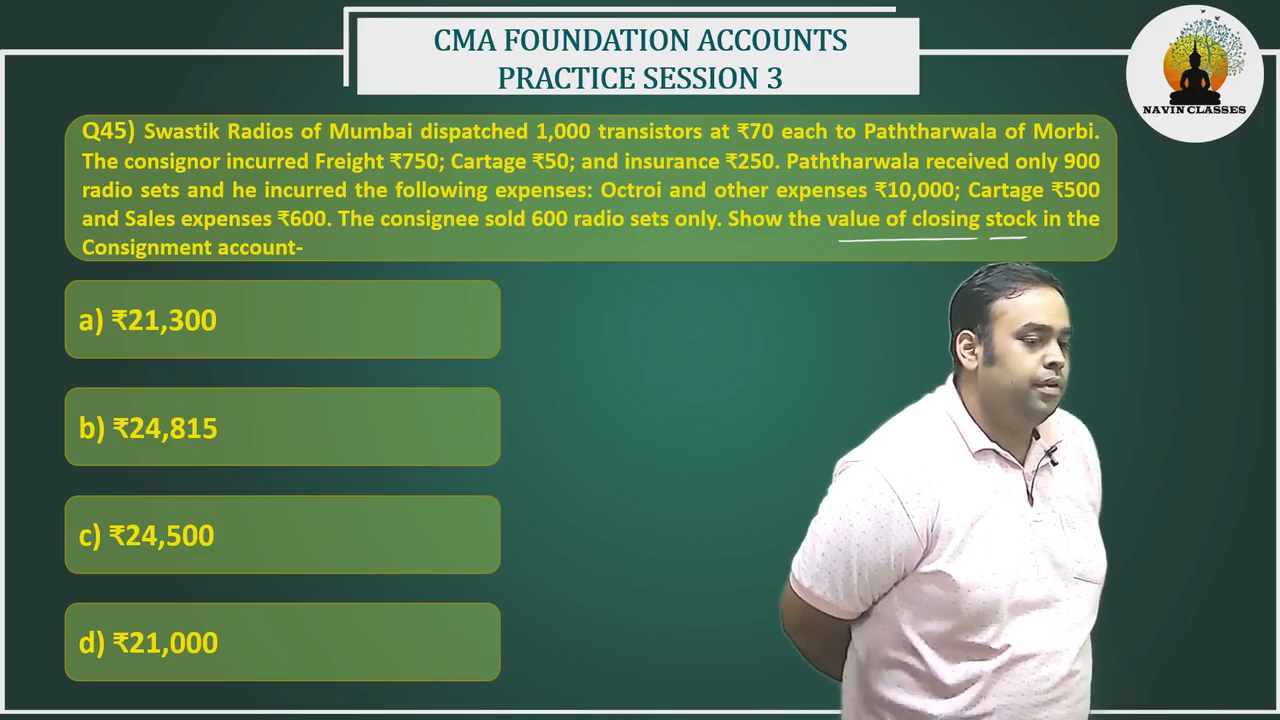 CMA FOUNDATION ACCOUNTS
PRACTICE SESSION 3
NAVIN CLASSES
Q45) Swastik Radios of Mumbai dispatched 1,000 transistors at ₹70 each to Paththarwala of Morbi.
The consignor incurred Freight ₹750; Cartage ₹50; and insurance ₹250. Paththarwala received only 900
radio sets and he incurred the following expenses: Octroi and other expenses ₹10,000; Cartage ₹500
and Sales expenses ₹600. The consignee sold 600 radio sets only. Show the value of closing stock in the
Consignment account-
a) ₹21,300
b) ₹24,815
c) ₹24,500
d) ₹21,000